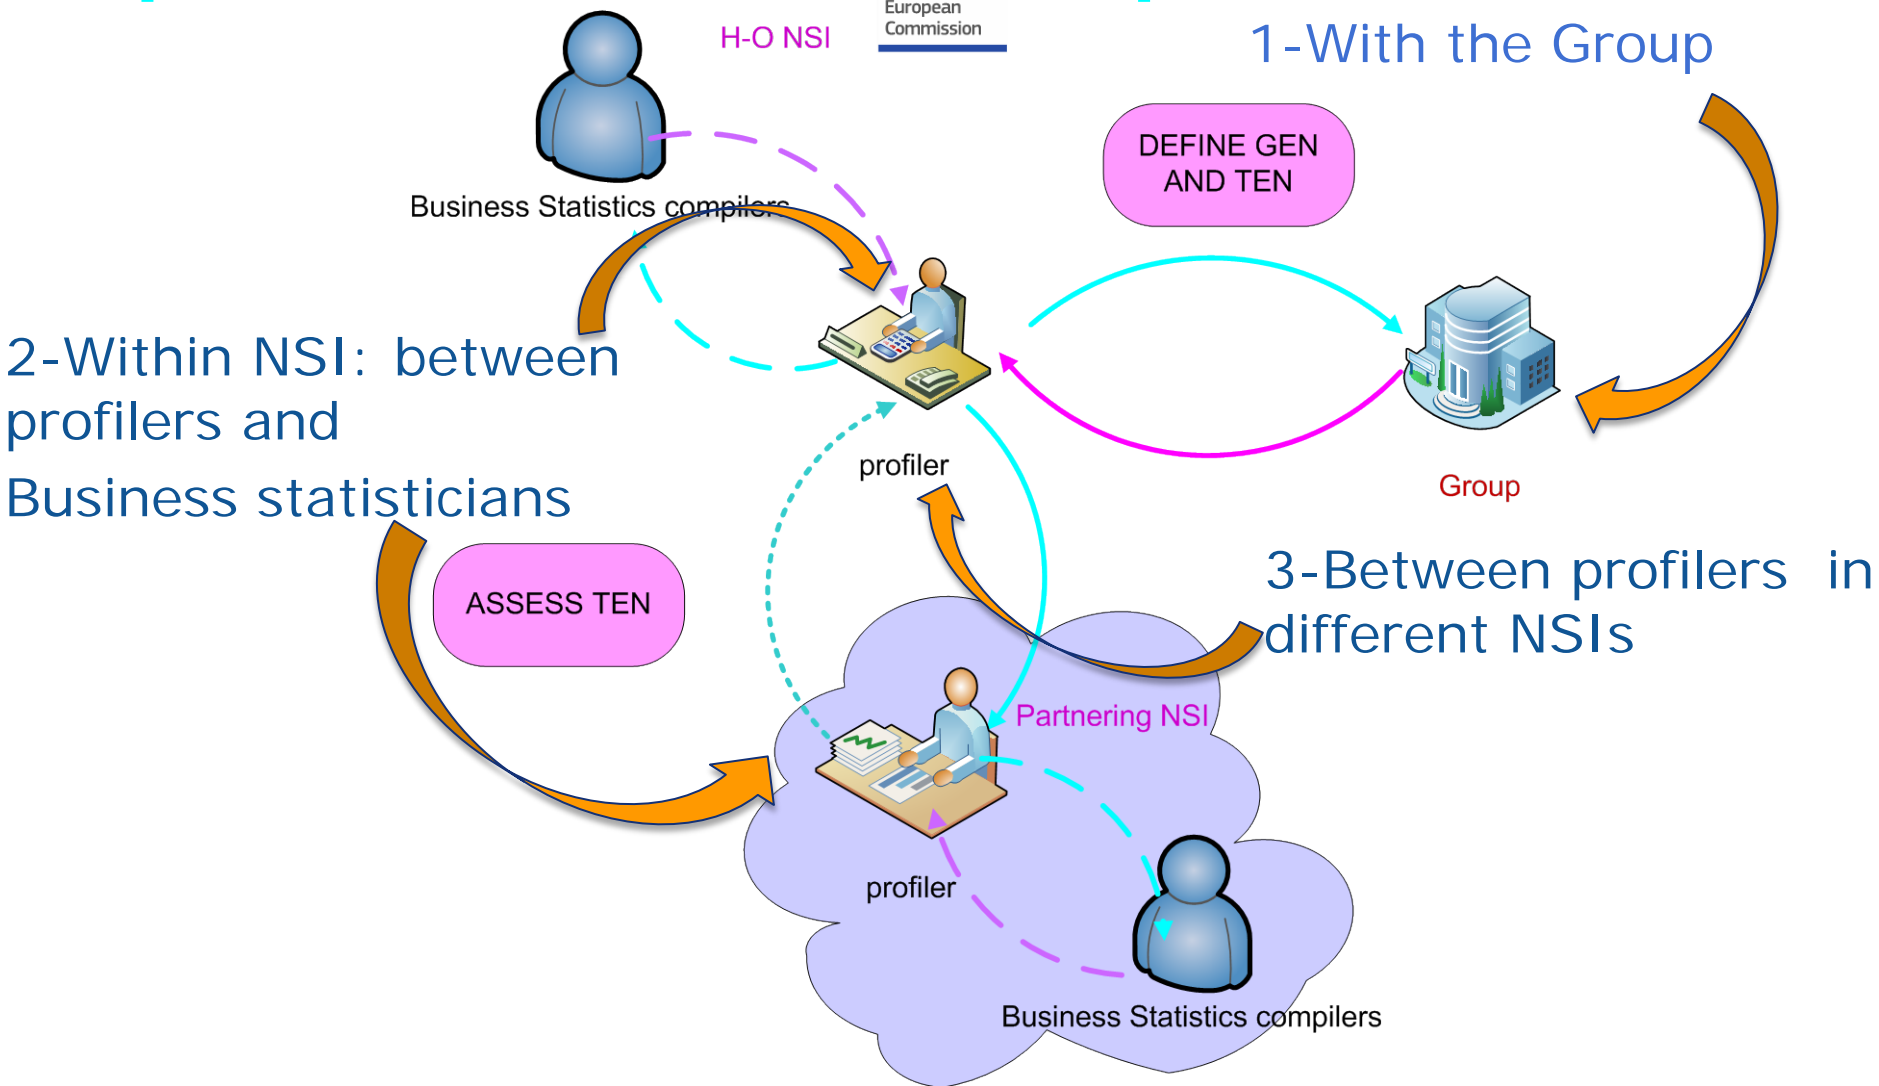 European
Commission
H-O NSI
1-With the Group
DEFINE GEN
AND TEN
Business Statistics compilers
2-Within NSI: between
profilers and
Business statisticians
profiler
Group
ASSESS TEN
3-Between profilers in
different NSIs
Partnering NSI
profiler
Business Statistics compilers